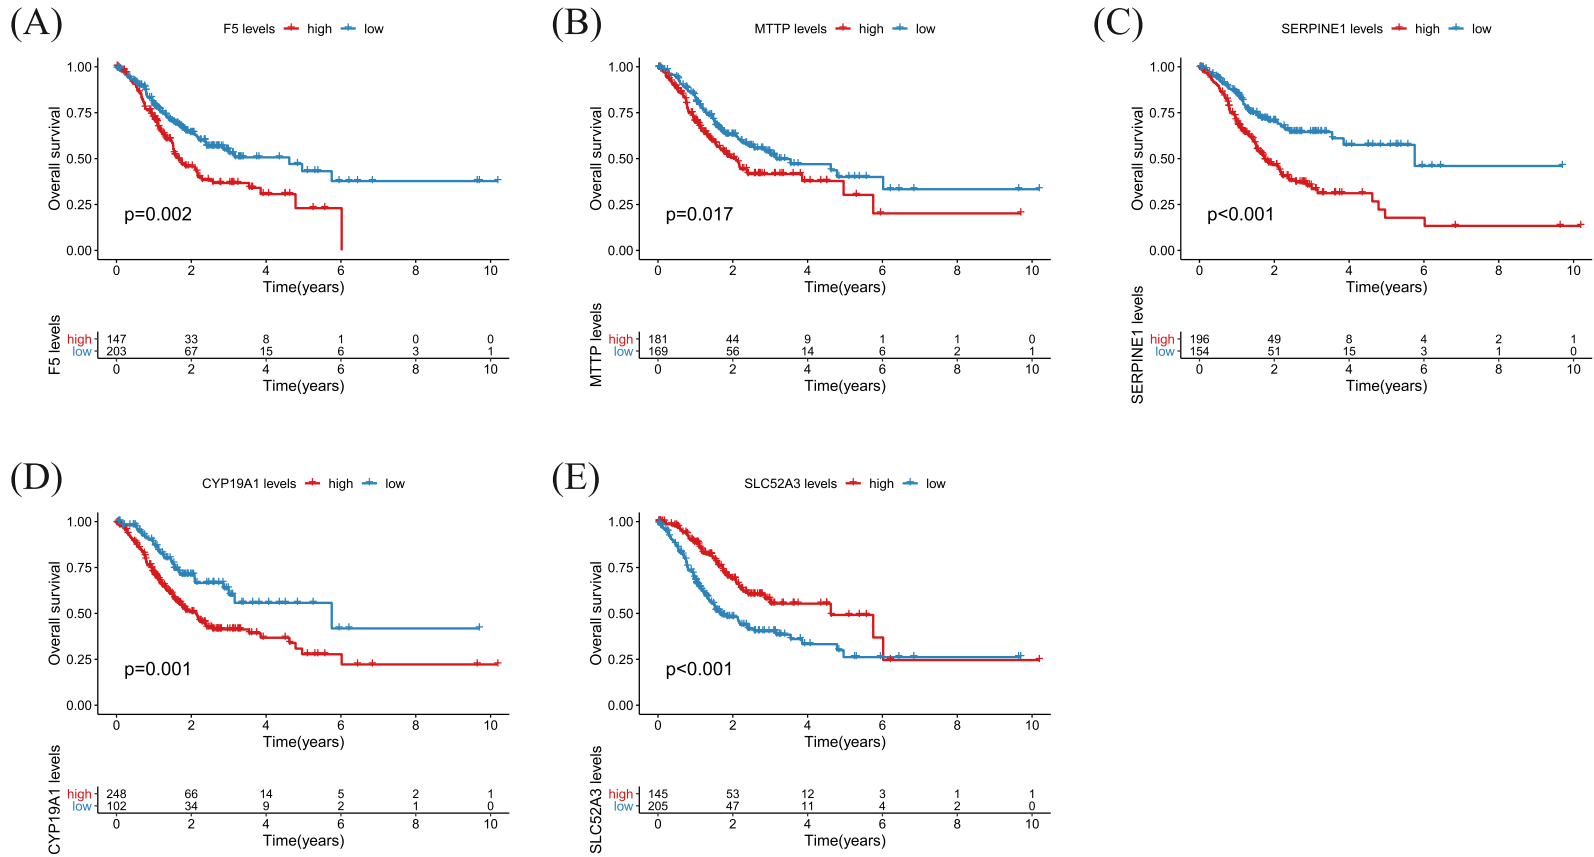 (A)
F5 levels high low
1.00
0.75
0.50
0.25
0.00
Overall survival
p=0.002
0 2 4 6 8 10
Time(years)
F5 levels
high 147 33 8 1 0 0
low 203 67 15 6 3 1
0 2 4 6 8 10
Time(years)
(B)
MTTP levels high low
1.00
0.75
0.50
0.25
0.00
Overall survival
p=0.017
0 2 4 6 8 10
Time(years)
MTTP levels
high 181 44 9 1 1 0
low 169 56 14 6 2 1
0 2 4 6 8 10
Time(years)
(C)
SERPINE1 levels high low
1.00
0.75
0.50
0.25
0.00
Overall survival
p<0.001
0 2 4 6 8 10
Time(years)
SERPINE1 levels
high 196 49 8 4 2 1
low 154 51 15 3 1 0
0 2 4 6 8 10
Time(years)
(D)
CYP19A1 levels high low
1.00
0.75
0.50
0.25
0.00
Overall survival
p=0.001
0 2 4 6 8 10
Time(years)
CYP19A1 levels
high 248 66 14 5 2 1
low 102 34 9 2 1 0
0 2 4 6 8 10
Time(years)
(E)
SLC52A3 levels high low
1.00
0.75
0.50
0.25
0.00
Overall survival
p<0.001
0 2 4 6 8 10
Time(years)
SLC52A3 levels
high 145 53 12 3 1 1
low 205 47 11 4 2 0
0 2 4 6 8 10
Time(years)